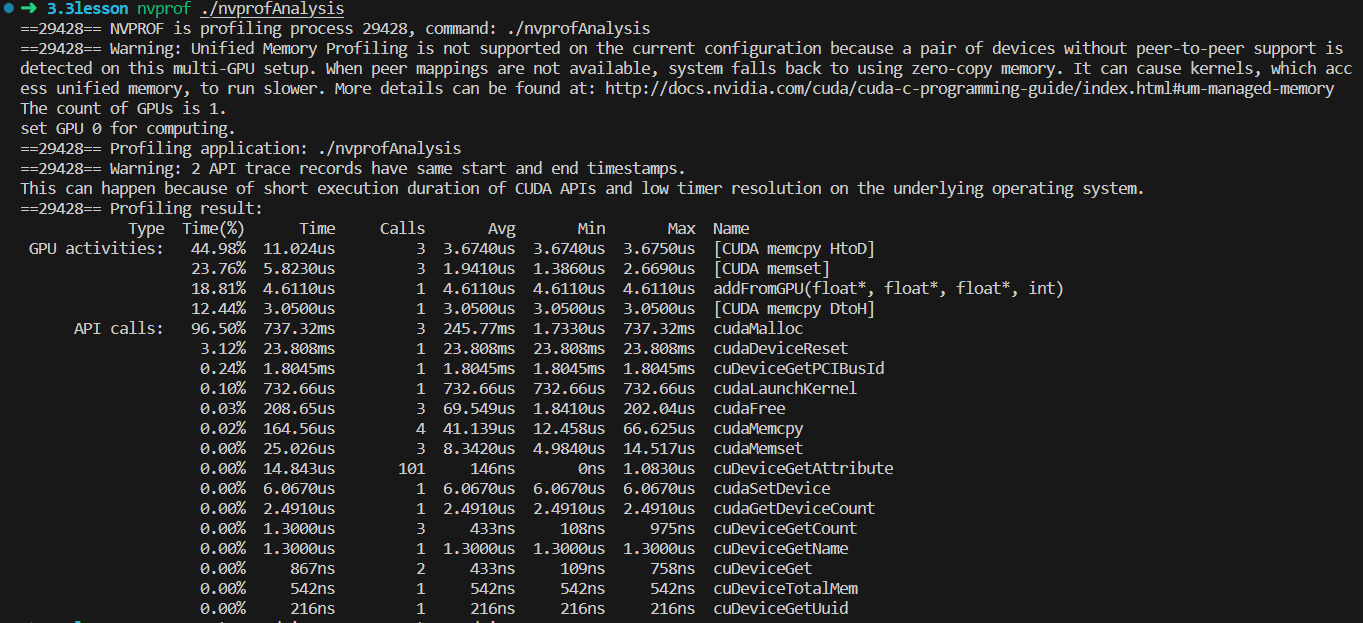 ➜ 3.3lesson nvprof ./nvprofAnalysis
==29428== NVPROF is profiling process 29428, command: ./nvprofAnalysis
==29428== Warning: Unified Memory Profiling is not supported on the current configuration because a pair of devices without peer-to-peer support is
detected on this multi-GPU setup. When peer mappings are not available, system falls back to using zero-copy memory. It can cause kernels, which acc
ess unified memory, to run slower. More details can be found at: http://docs.nvidia.com/cuda/cuda-c-programming-guide/index.html#um-managed-memory
The count of GPUs is 1.
set GPU 0 for computing.
==29428== Profiling application: ./nvprofAnalysis
==29428== Warning: 2 API trace records have same start and end timestamps.
This can happen because of short execution duration of CUDA APIs and low timer resolution on the underlying operating system.
==29428== Profiling result:
Type Time(%) Time Calls Avg Min Max Name
GPU activities: 44.98% 11.024us 3 3.6740us 3.6740us 3.6750us [CUDA memcpy HtoD]
23.76% 5.8230us 3 1.9410us 1.3860us 2.6690us [CUDA memset]
18.81% 4.6110us 1 4.6110us 4.6110us 4.6110us addFromGPU(float*, float*, float*, int)
12.44% 3.0500us 1 3.0500us 3.0500us 3.0500us [CUDA memcpy DtoH]
API calls: 96.50% 737.32ms 3 245.77ms 1.7330us 737.32ms cudaMalloc
3.12% 23.808ms 1 23.808ms 23.808ms 23.808ms cudaDeviceReset
0.24% 1.8045ms 1 1.8045ms 1.8045ms 1.8045ms cuDeviceGetPCIBusId
0.10% 732.66us 1 732.66us 732.66us 732.66us cudaLaunchKernel
0.03% 208.65us 3 69.549us 1.8410us 202.04us cudaFree
0.02% 164.56us 4 41.139us 12.458us 66.625us cudaMemcpy
0.00% 25.026us 3 8.3420us 4.9840us 14.517us cudaMemset
0.00% 14.843us 101 146ns 0ns 1.0830us cuDeviceGetAttribute
0.00% 6.0670us 1 6.0670us 6.0670us 6.0670us cudaSetDevice
0.00% 2.4910us 1 2.4910us 2.4910us 2.4910us cudaGetDeviceCount
0.00% 1.3000us 3 433ns 108ns 975ns cuDeviceGetCount
0.00% 1.3000us 1 1.3000us 1.3000us 1.3000us cuDeviceGetName
0.00% 867ns 2 433ns 109ns 758ns cuDeviceGet
0.00% 542ns 1 542ns 542ns 542ns cuDeviceTotalMem
0.00% 216ns 1 216ns 216ns 216ns cuDeviceGetUuid